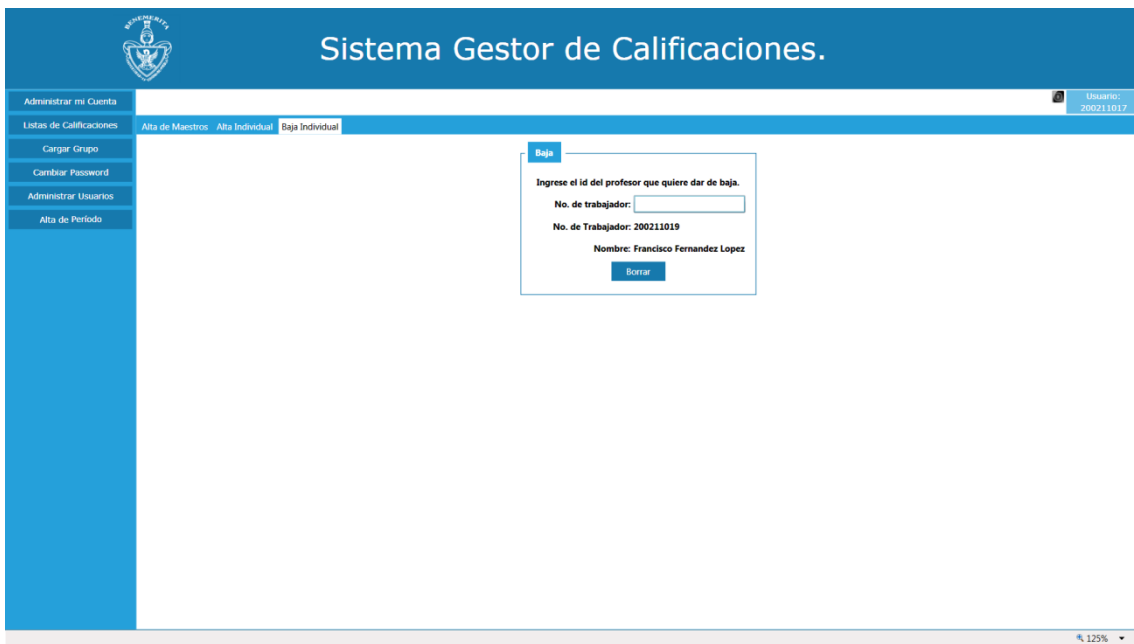 BENEMERITA
Sistema Gestor de Calificaciones.
Administrar mi Cuenta
Usuario:
200211017
Listas de Calificaciones
Alta de Maestros Alta Individual Baja Individual
Cargar Grupo
Cambiar Password
Administrar Usuarios
Alta de Período
Baja
Ingrese el id del profesor que quiere dar de baja.
No. de trabajador:
No. de Trabajador: 200211019
Nombre: Francisco Fernandez Lopez
Borrar
125%